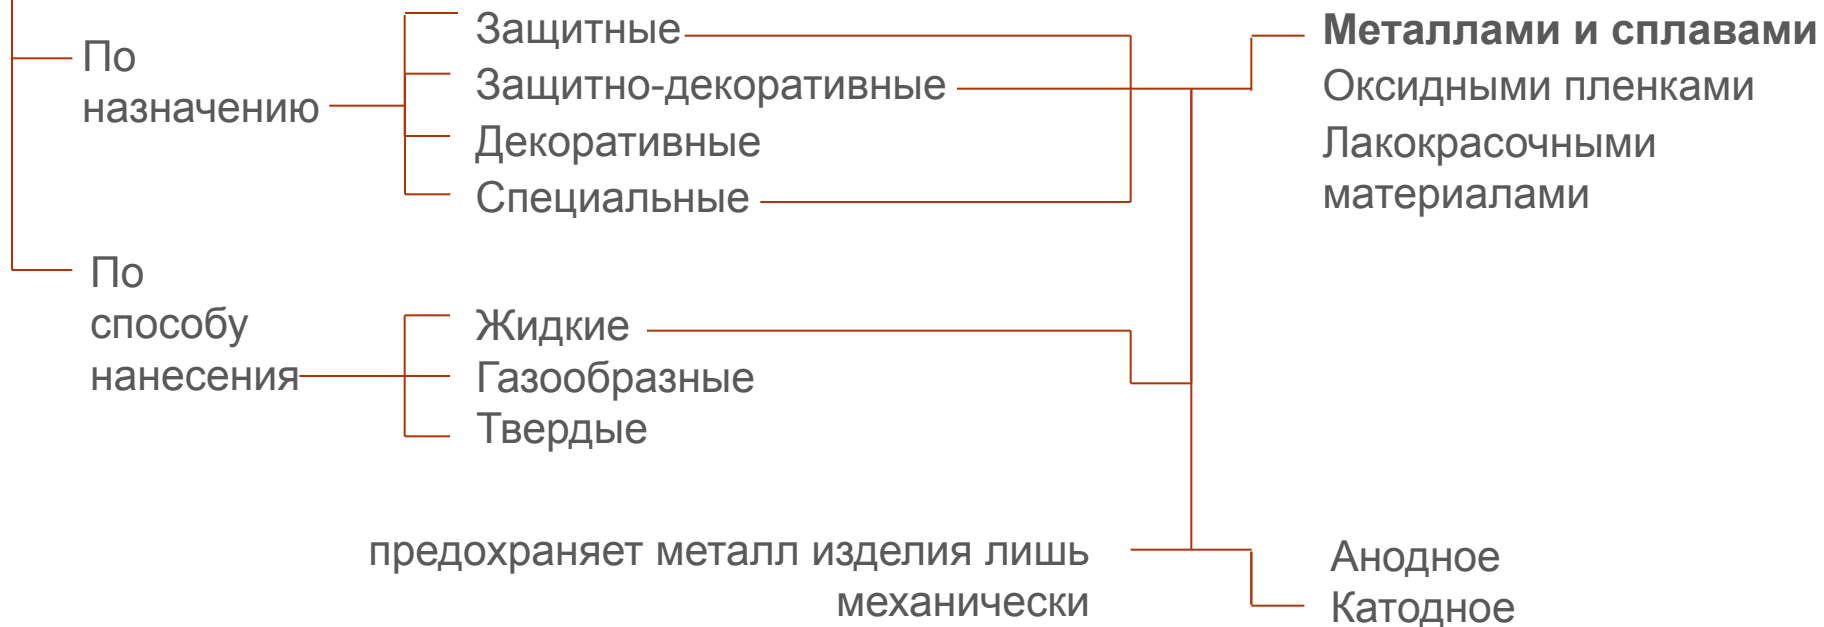 По
назначению
Защитные
Защитно-декоративные
Декоративные
Специальные
Металлами и сплавами
Оксидными пленками
Лакокрасочными
материалами
По
способу
нанесения
Жидкие
Газообразные
Твердые
предохраняет металл изделия лишь
механически
Анодное
Катодное